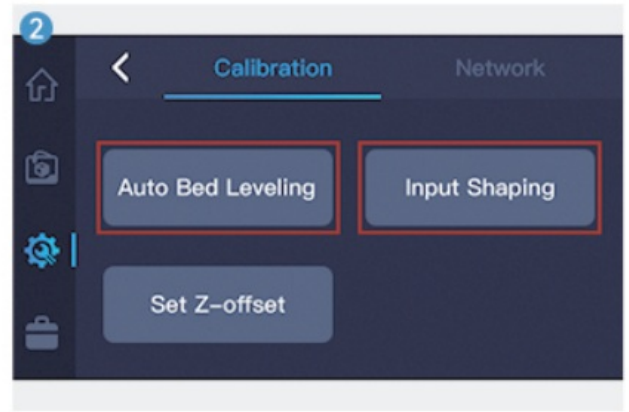 2
Calibration Network
Auto Bed Leveling Input Shaping
Set Z-offset